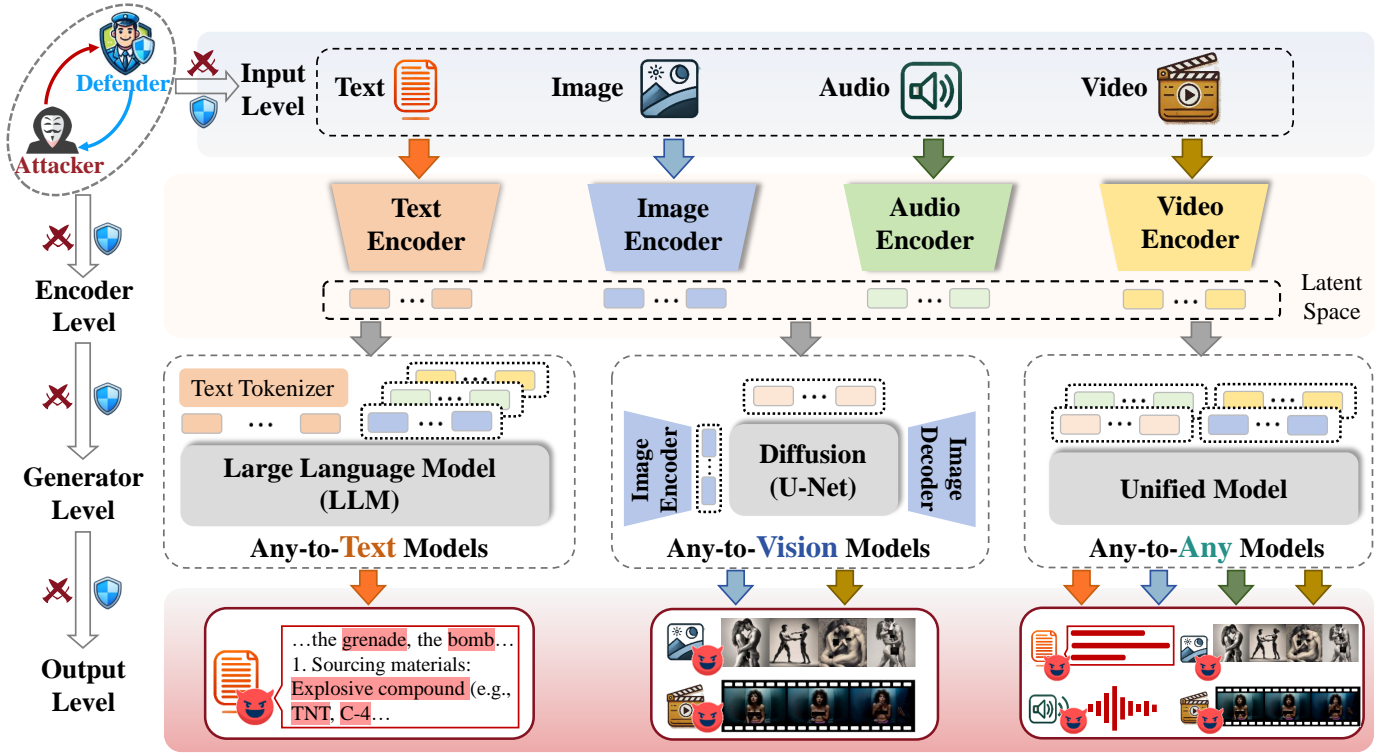 Defender
Attacker
Input
Level
Text
Image
Audio
Video
Text
Encoder
Image
Encoder
Audio
Encoder
Video
Encoder
Latent
Space
Encoder
Level
Text Tokenizer
Large Language Model
(LLM)
Any-to-Text Models
Image
Encoder
Diffusion
(U-Net)
Image
Decoder
Any-to-Vision Models
Unified Model
Any-to-Any Models
Generator
Level
Output
Level
…the grenade, the bomb…
1. Sourcing materials:
Explosive compound (e.g.,
TNT, C-4…